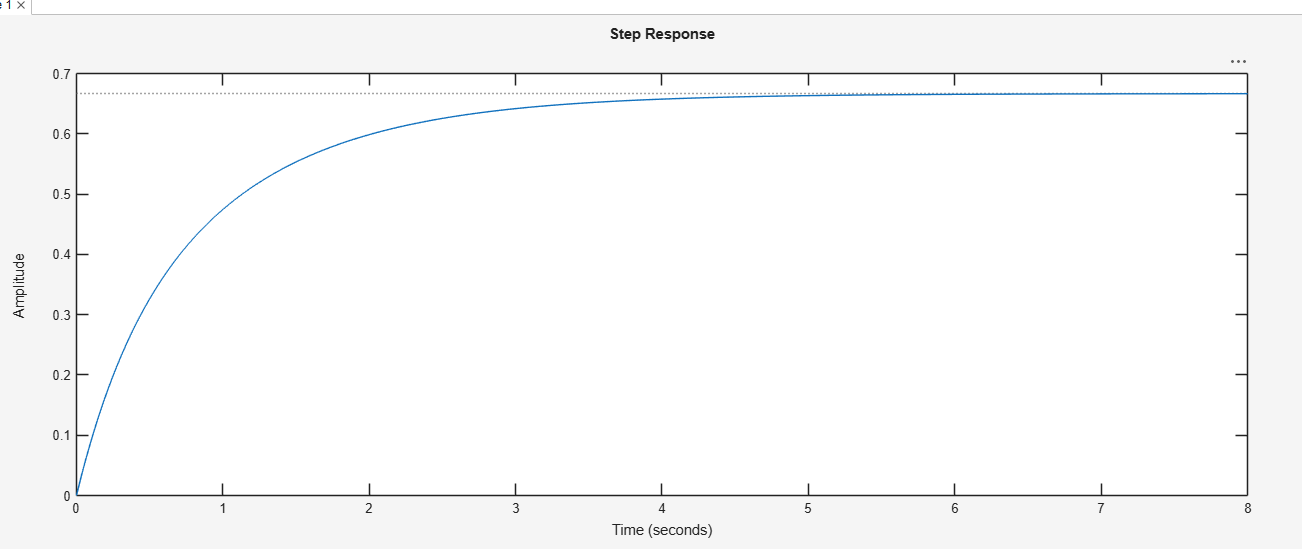 e 1 ×
Step Response
0.7
0.6
0.5
0.4
0.3
0.2
0.1
0
Amplitude
0 1 2 3 4 5 6 7 8
Time (seconds)